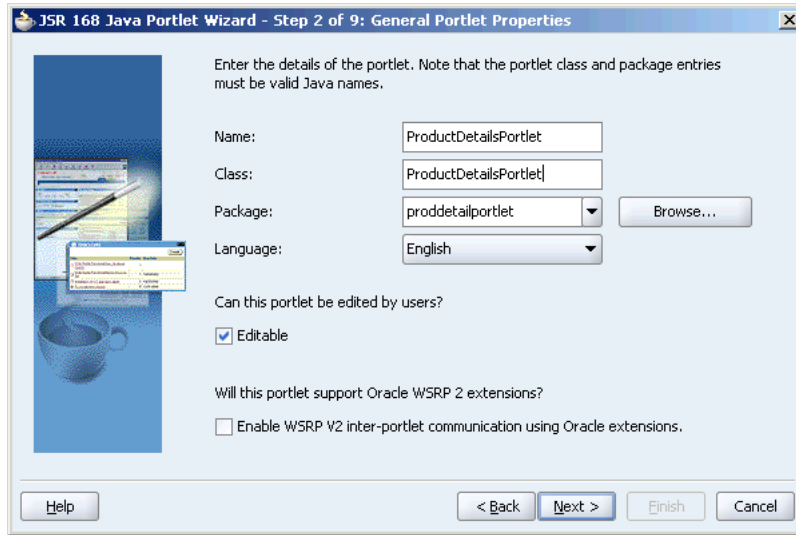 JSR 168 Java Portlet Wizard - Step 2 of 9: General Portlet Properties
Enter the details of the portlet. Note that the portlet class and package entries
must be valid Java names.
Name: ProductDetailsPortlet
Class: ProductDetailsPortlet
Package: proddetailportlet Browse...
Language: English
Can this portlet be edited by users?
Editable
Will this portlet support Oracle WSRP 2 extensions?
Enable WSRP V2 inter-portlet communication using Oracle extensions.
Help < Back Next > Finish Cancel